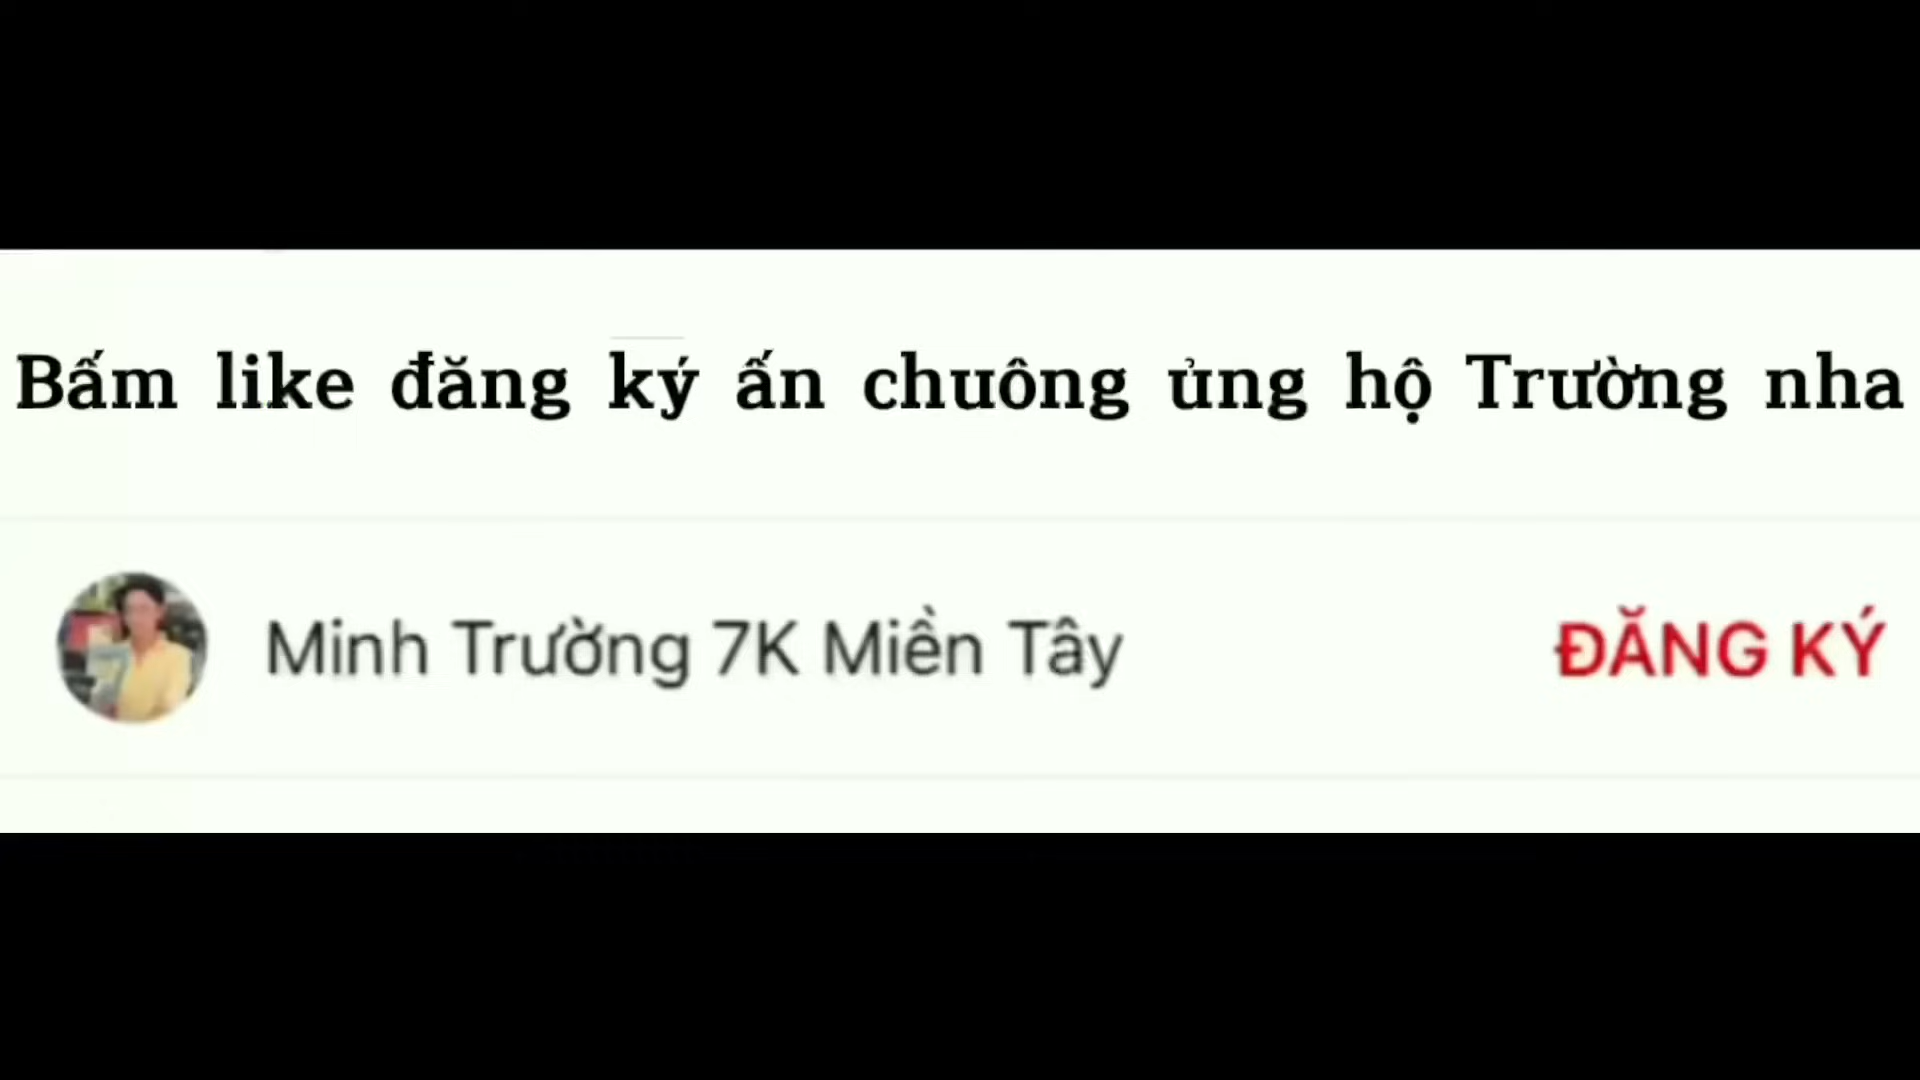 Bấm like đăng ký ấn chuông ủng hộ Trường nha
Minh Trường 7K Miền Tây
ĐĂNG KÝ